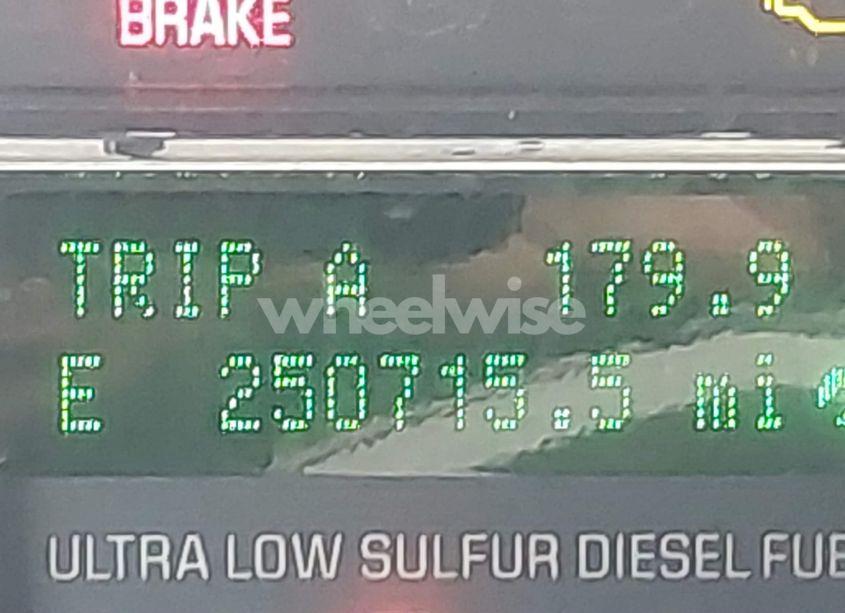 BRAKE
TRIP A 179.9
wheelwise
E 250715.5 mi
ULTRA LOW SULFUR DIESEL FUE